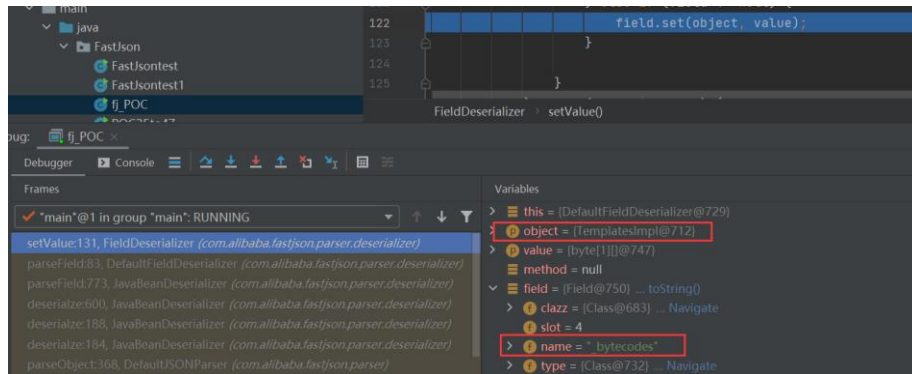 main
java
FastJson
FastJsontest
FastJsontest1
fj_POC
122 field.set(object, value);
123 }
124
125 }
FieldDeserializer > setValue()
bug: fj_POC ×
Debugger Console
Frames
"main"@1 in group "main": RUNNING
setValue:131, FieldDeserializer (com.alibaba.fastjson.parser.deserializer)
parseField:83, DefaultFieldDeserializer (com.alibaba.fastjson.parser.deserializer)
parseField:773, JavaBeanDeserializer (com.alibaba.fastjson.parser.deserializer)
deserialze:600, JavaBeanDeserializer (com.alibaba.fastjson.parser.deserializer)
deserialze:188, JavaBeanDeserializer (com.alibaba.fastjson.parser.deserializer)
deserialze:184, JavaBeanDeserializer (com.alibaba.fastjson.parser.deserializer)
parseObject:368, DefaultJSONParser (com.alibaba.fastjson.parser)
Variables
this = {DefaultFieldDeserializer@729}
object = {TemplatesImpl@712}
value = {byte[1][]@747}
method = null
field = {Field@750} ... toString()
clazz = {Class@683} ... Navigate
slot = 4
name = "_bytecodes"
type = {Class@732} ... Navigate